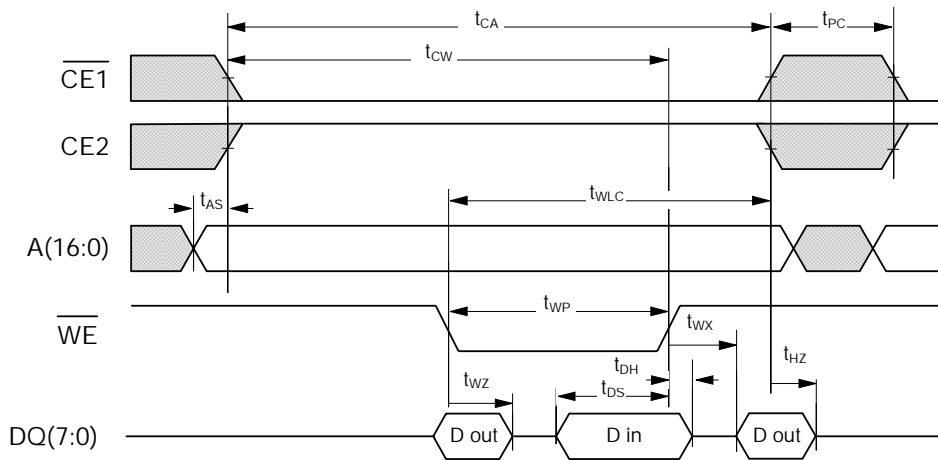 tCA
tPC
tCW
CE1
CE2
tAS
tWLC
A(16:0)
tWP
WE
tWX
tHZ
tDH
tWZ
tDS
DQ(7:0)
D out
D in
D out